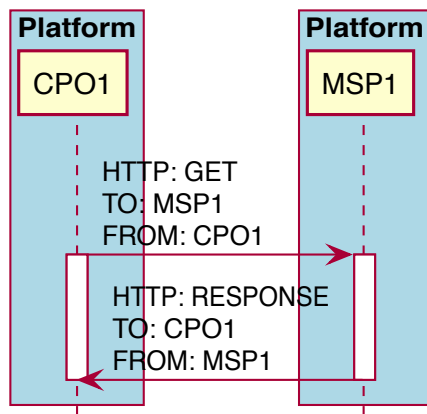 Platform
Platform
CPO1
MSP1
HTTP: GET
TO: MSP1
FROM: CPO1
HTTP: RESPONSE
TO: CPO1
FROM: MSP1